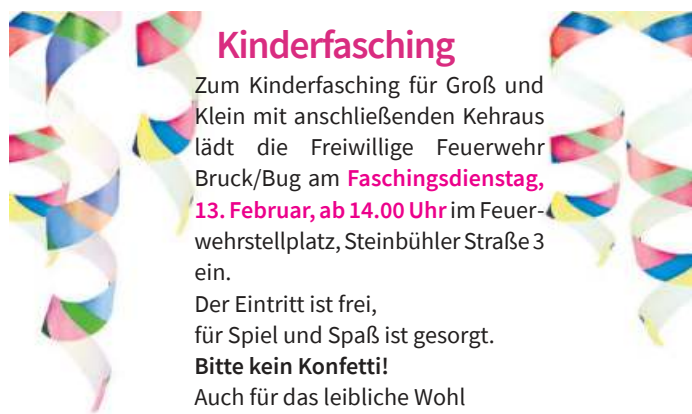 Kinderfasching
Zum Kinderfasching für Groß und
Klein mit anschließenden Kehraus
lädt die Freiwillige Feuerwehr
Bruck/Bug am Faschingsdienstag,
13. Februar, ab 14.00 Uhr im Feuer-
wehrstellplatz, Steinbühler Straße 3
ein.
Der Eintritt ist frei,
für Spiel und Spaß ist gesorgt.
Bitte kein Konfetti!
Auch für das leibliche Wohl